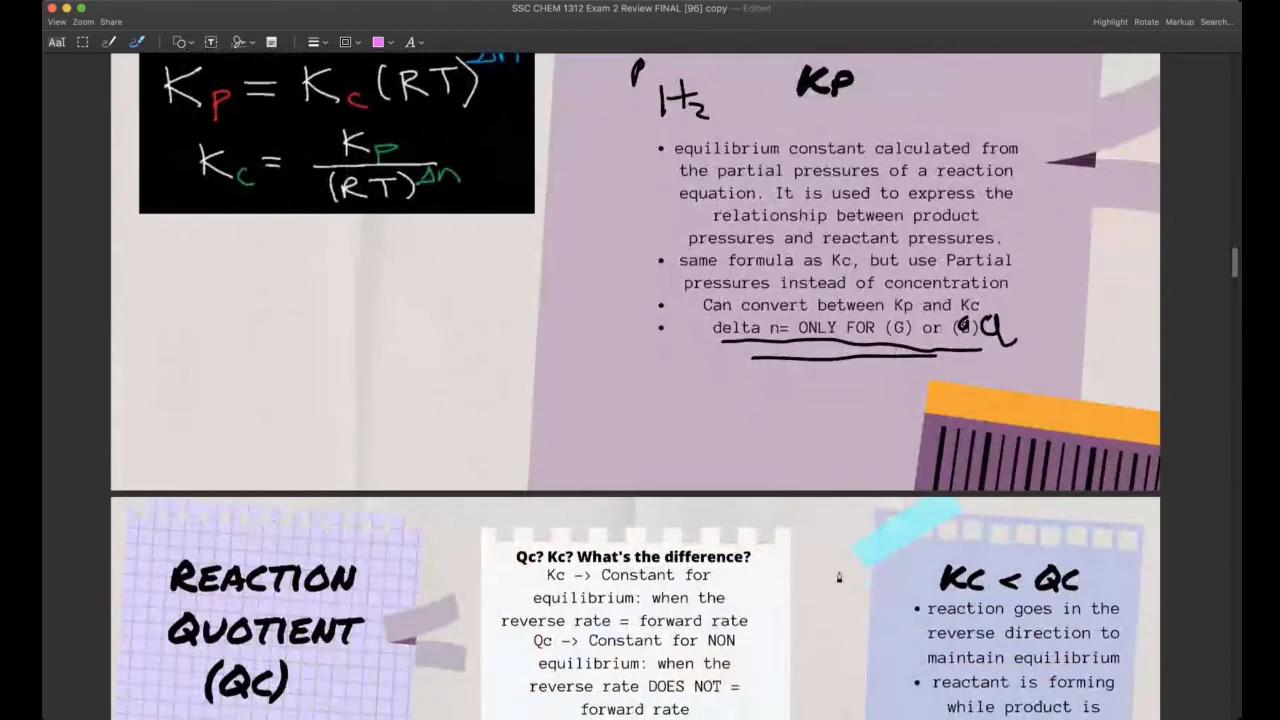 SSC CHEM 1312 Exam 2 Review FINAL [96] copy — Edited
View Zoom Share
Highlight Rotate Markup Search...
AaI
T
A
Kp = Kc (RT)^Δn
Kc = Kp / (RT)^Δn
P
H₂
KP
• equilibrium constant calculated from
the partial pressures of a reaction
equation. It is used to express the
relationship between product
pressures and reactant pressures.
• same formula as Kc, but use Partial
pressures instead of concentration
• Can convert between Kp and Kc
• delta n= ONLY FOR (G) or ( )
REACTION
QUOTIENT
(QC)
Qc? Kc? What's the difference?
Kc -> Constant for
equilibrium: when the
reverse rate = forward rate
Qc -> Constant for NON
equilibrium: when the
reverse rate DOES NOT =
forward rate
KC < QC
• reaction goes in the
reverse direction to
maintain equilibrium
• reactant is forming
while product is